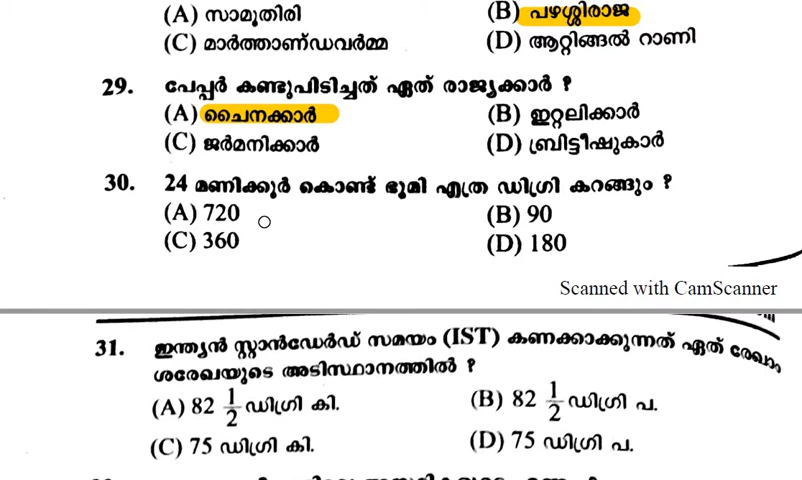 (A) സാമൂതിരി (B) പഴശ്ശിരാജ
(C) മാർത്താണ്ഡവർമ്മ (D) ആറ്റിങ്ങൽ റാണി
29. പേപ്പർ കണ്ടുപിടിച്ചത് ഏത് രാജ്യക്കാർ ?
(A) ചൈനക്കാർ (B) ഇറ്റലിക്കാർ
(C) ജർമനിക്കാർ (D) ബ്രിട്ടീഷുകാർ
30. 24 മണിക്കൂർ കൊണ്ട് ഭൂമി എത്ര ഡിഗ്രി കറങ്ങും ?
(A) 720 (B) 90
(C) 360 (D) 180
Scanned with CamScanner
31. ഇന്ത്യൻ സ്റ്റാൻഡേർഡ് സമയം (IST) കണക്കാക്കുന്നത് ഏത് രേഖാം
ശരേഖയുടെ അടിസ്ഥാനത്തിൽ ?
(A) 82 1/2 ഡിഗ്രി കി. (B) 82 1/2 ഡിഗ്രി പ.
(C) 75 ഡിഗ്രി കി. (D) 75 ഡിഗ്രി പ.